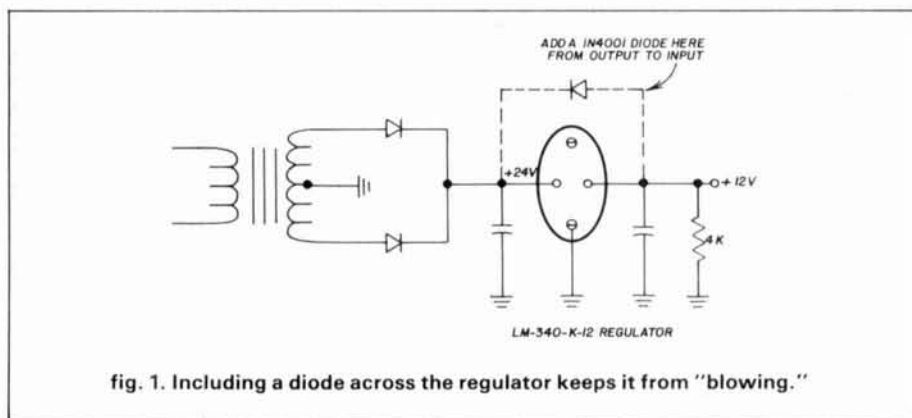 ADD A 1N4001 DIODE HERE
FROM OUTPUT TO INPUT
+24V
+12V
4K
LM-340-K-12 REGULATOR
fig. 1. Including a diode across the regulator keeps it from "blowing."